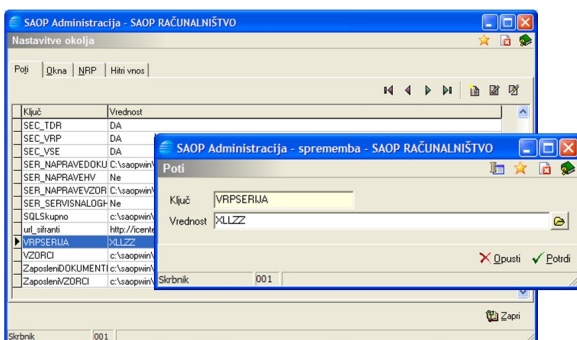 SAOP Administracija - SAOP RAČUNALNIŠTVO
Nastavitve okolja
Poti Okna NRP Hitri vnos
Ključ Vrednost
SEC_TDR DA
SEC_VRP DA
SEC_VSE DA
SER_NAPRAVEDOKU C:\saopwin\
SER_NAPRAVEHV Ne
SER_NAPRAVEVZOR C:\saopwin\
SER_SERVISNALOGH Ne
SQLSkupno c:\saopwin\
url_sifranti http://icente
VRPSERIJA XLLZZ
VZORCI c:\saopwin\
ZaposleniDOKUMENTI c:\saopwin\
ZaposleniVZORCI c:\saopwin\
Zapri
Skrbnik 001
SAOP Administracija - sprememba - SAOP RAČUNALNIŠTVO
Poti
Ključ VRPSERIJA
Vrednost XLLZZ
Opusti Potrdi
Skrbnik 001